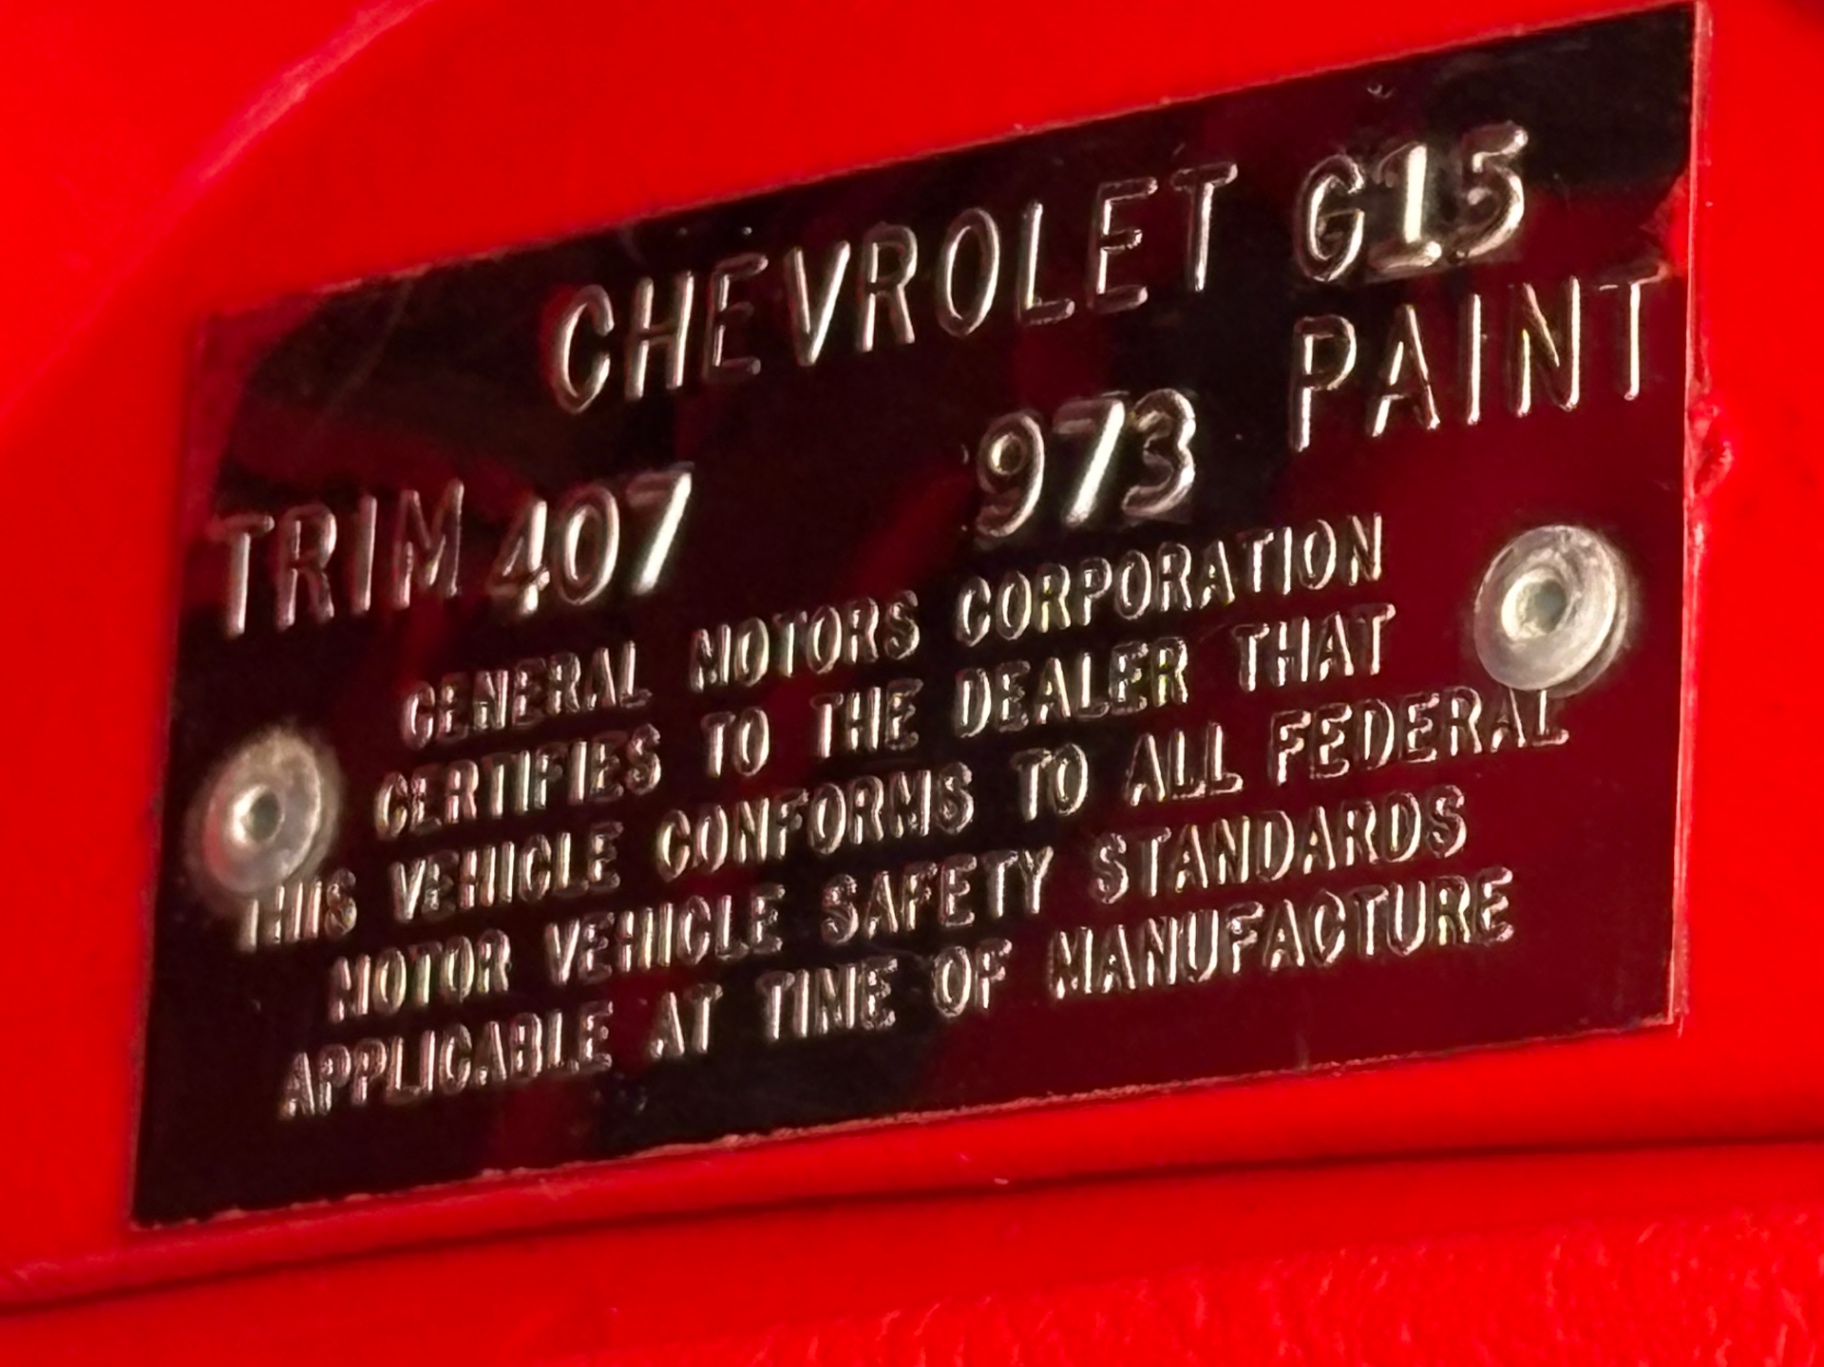 CHEVROLET G15
TRIM 407 973 PAINT
GENERAL MOTORS CORPORATION
CERTIFIES TO THE DEALER THAT
THIS VEHICLE CONFORMS TO ALL FEDERAL
MOTOR VEHICLE SAFETY STANDARDS
APPLICABLE AT TIME OF MANUFACTURE